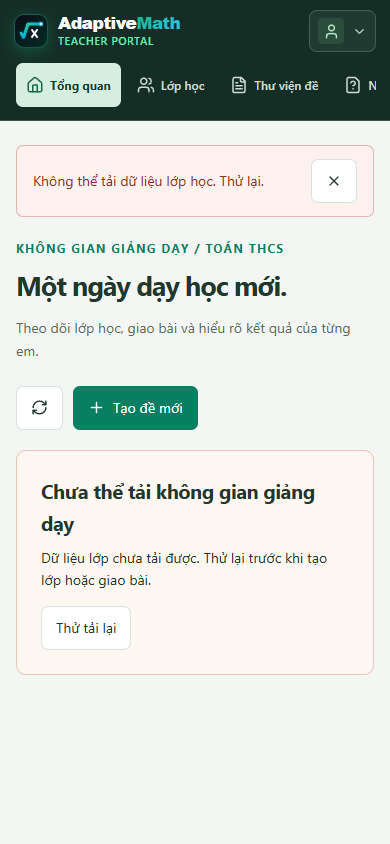 AdaptiveMath
TEACHER PORTAL
Tổng quan
Lớp học
Thư viện đề
N
Không thể tải dữ liệu lớp học. Thử lại.
KHÔNG GIAN GIẢNG DẠY / TOÁN THCS
Một ngày dạy học mới.
Theo dõi lớp học, giao bài và hiểu rõ kết quả của từng
em.
Tạo đề mới
Chưa thể tải không gian giảng
dạy
Dữ liệu lớp chưa tải được. Thử lại trước khi tạo
lớp hoặc giao bài.
Thử tải lại